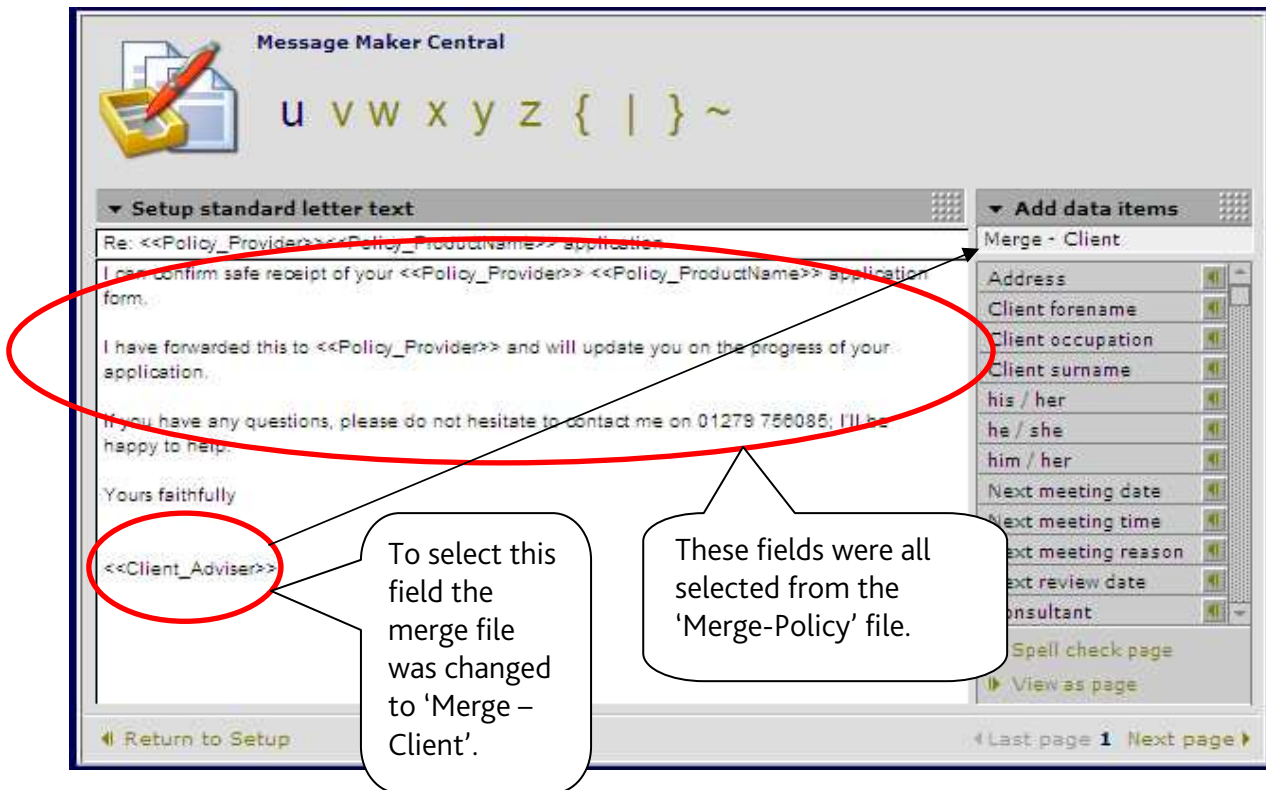 Message Maker Central
u v w x y z { | } ~
Setup standard letter text
Re: <<Policy_Provider>><<Policy_ProductName>> application
I can confirm safe receipt of your <<Policy_Provider>> <<Policy_ProductName>> application
form.
I have forwarded this to <<Policy_Provider>> and will update you on the progress of your
application.
If you have any questions, please do not hesitate to contact me on 01279 756085; I'll be
happy to help.
Yours faithfully
<<Client_Adviser>>
To select this
field the
merge file
was changed
to ‘Merge –
Client’.
These fields were all
selected from the
‘Merge-Policy’ file.
Add data items
Merge - Client
Address
Client forename
Client occupation
Client surname
his / her
he / she
him / her
Next meeting date
Next meeting time
Next meeting reason
Next review date
Consultant
Spell check page
View as page
Return to Setup
Last page 1 Next page